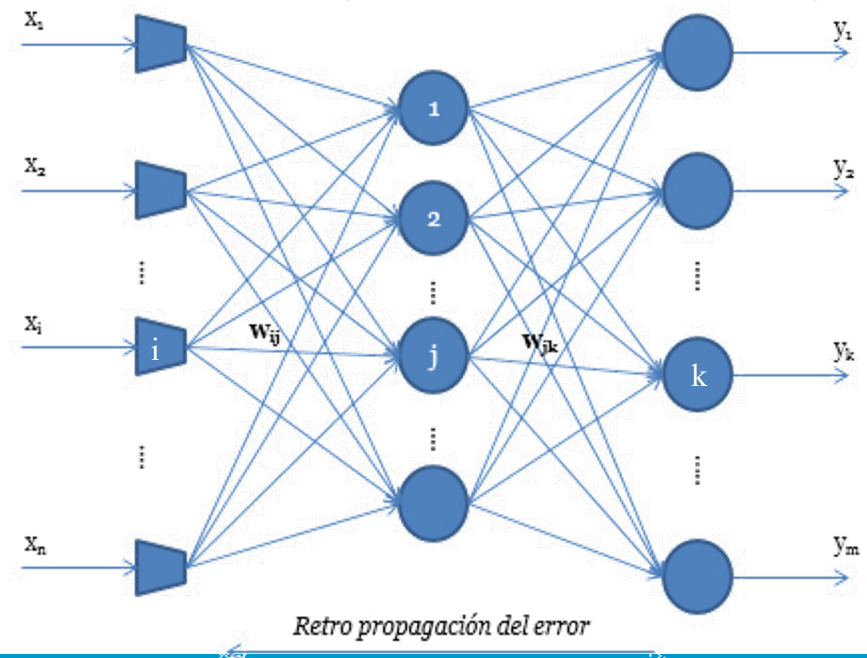 x₁
y₁
1
x₂
y₂
2
xᵢ
i
wᵢⱼ
j
wⱼₖ
k
yₖ
xₙ
yₘ
Retro propagación del error